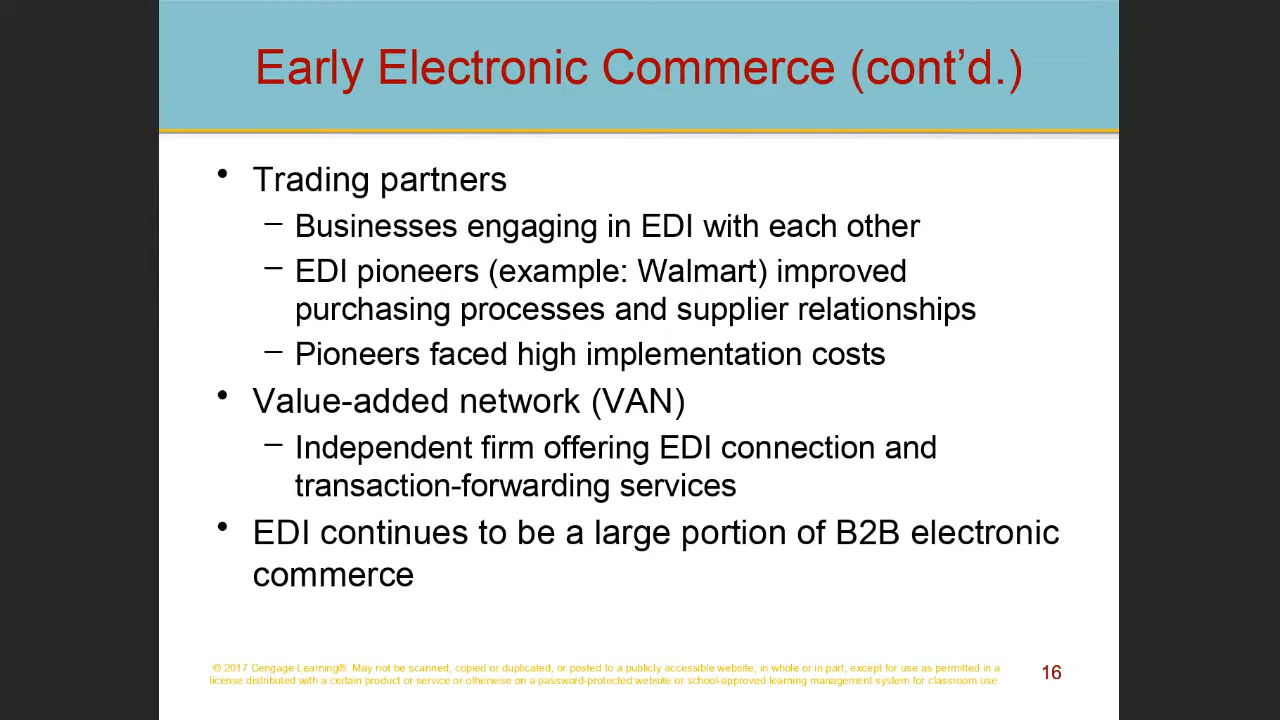 Early Electronic Commerce (cont’d.)
• Trading partners
– Businesses engaging in EDI with each other
– EDI pioneers (example: Walmart) improved
purchasing processes and supplier relationships
– Pioneers faced high implementation costs
• Value-added network (VAN)
– Independent firm offering EDI connection and
transaction-forwarding services
• EDI continues to be a large portion of B2B electronic
commerce
© 2017 Cengage Learning®. May not be scanned, copied or duplicated, or posted to a publicly accessible website, in whole or in part, except for use as permitted in a
license distributed with a certain product or service or otherwise on a password-protected website or school-approved learning management system for classroom use.
16